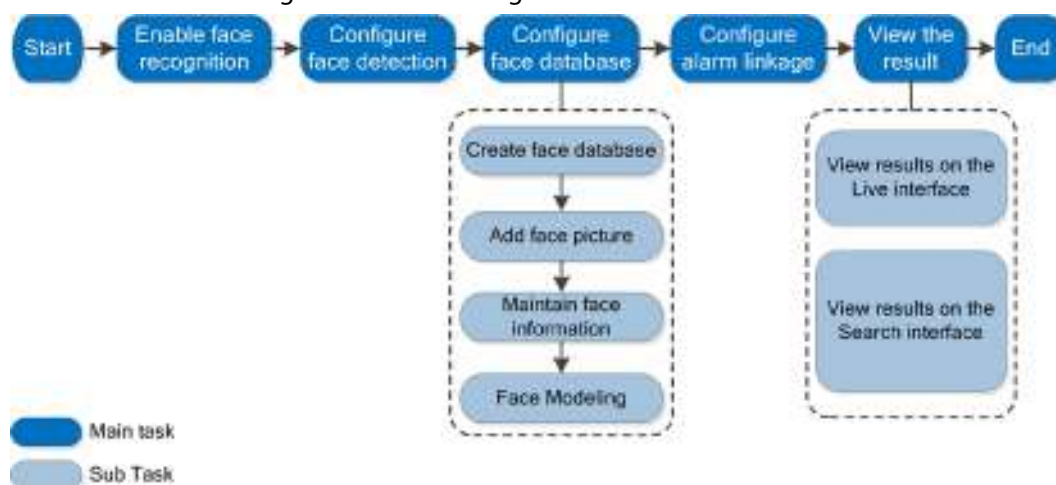 Start
Enable face
recognition
Configure
face detection
Configure
face database
Configure
alarm linkage
View the
result
End
Create face database
Add face picture
Maintain face
information
Face Modeling
View results on the
Live interface
View results on the
Search interface
Main task
Sub Task